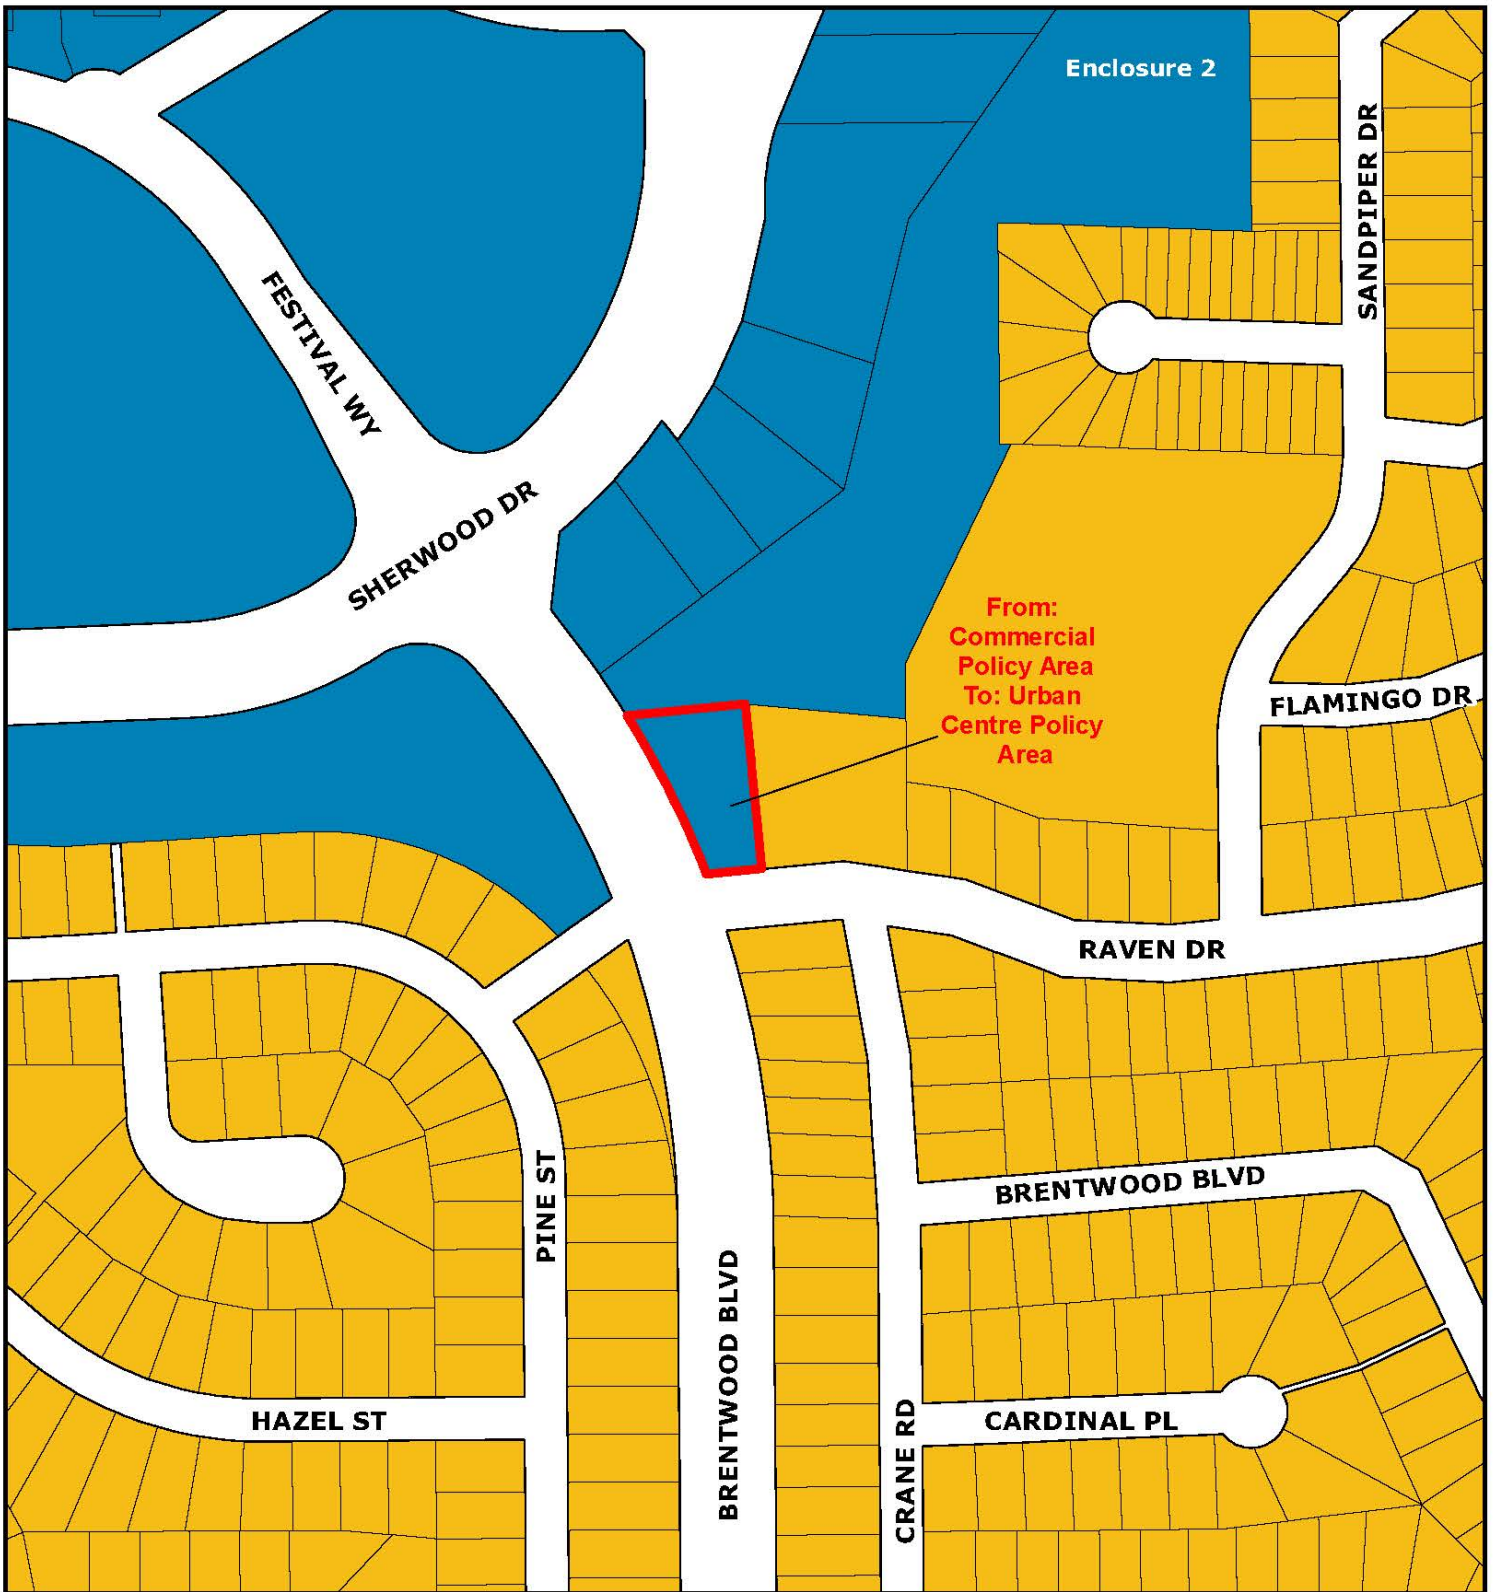 Enclosure 2
SANDPIPER DR
FESTIVAL WY
SHERWOOD DR
From:
Commercial
Policy Area
To: Urban
Centre Policy
Area
FLAMINGO DR
RAVEN DR
PINE ST
BRENTWOOD BLVD
BRENTWOOD BLVD
HAZEL ST
CRANE RD
CARDINAL PL